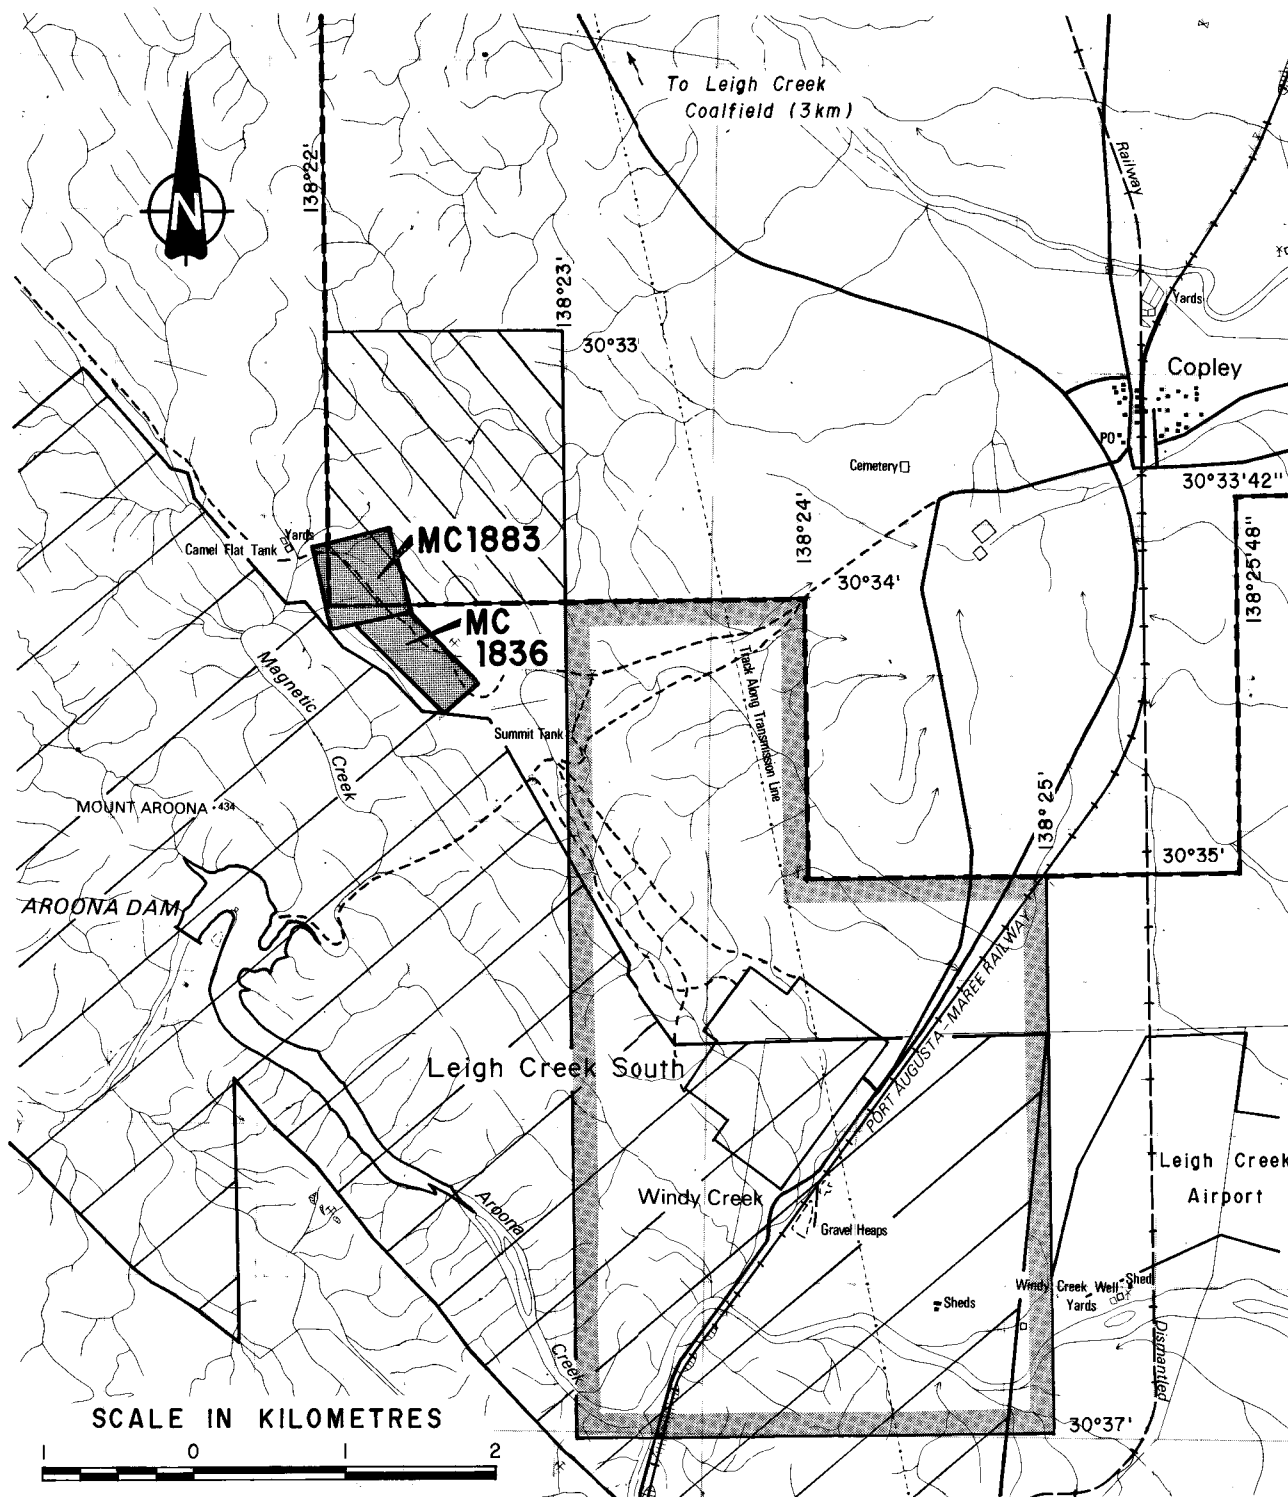 To Leigh Creek
Coalfield (3km)
Railway
138°22'
N
138°23'
30°33'
Yards
Copley
PO
Cemetery
30°33'42"
138°24'
138°25'48"
Yards
MC1883
Camel Flat Tank
30°34'
MC
1836
Magnetic
Creek
Track Along Transmission Line
Summit Tank
MOUNT AROONA 434
138°25'
30°35'
AROONA DAM
PORT AUGUSTA-MAREE RAILWAY
Leigh Creek South
Leigh Creek
Airport
Windy Creek
Aroona
Creek
Gravel Heaps
Windy Creek Well
Shed
Yards
Sheds
Dismantled
30°37'
SCALE IN KILOMETRES
1 0 1 2